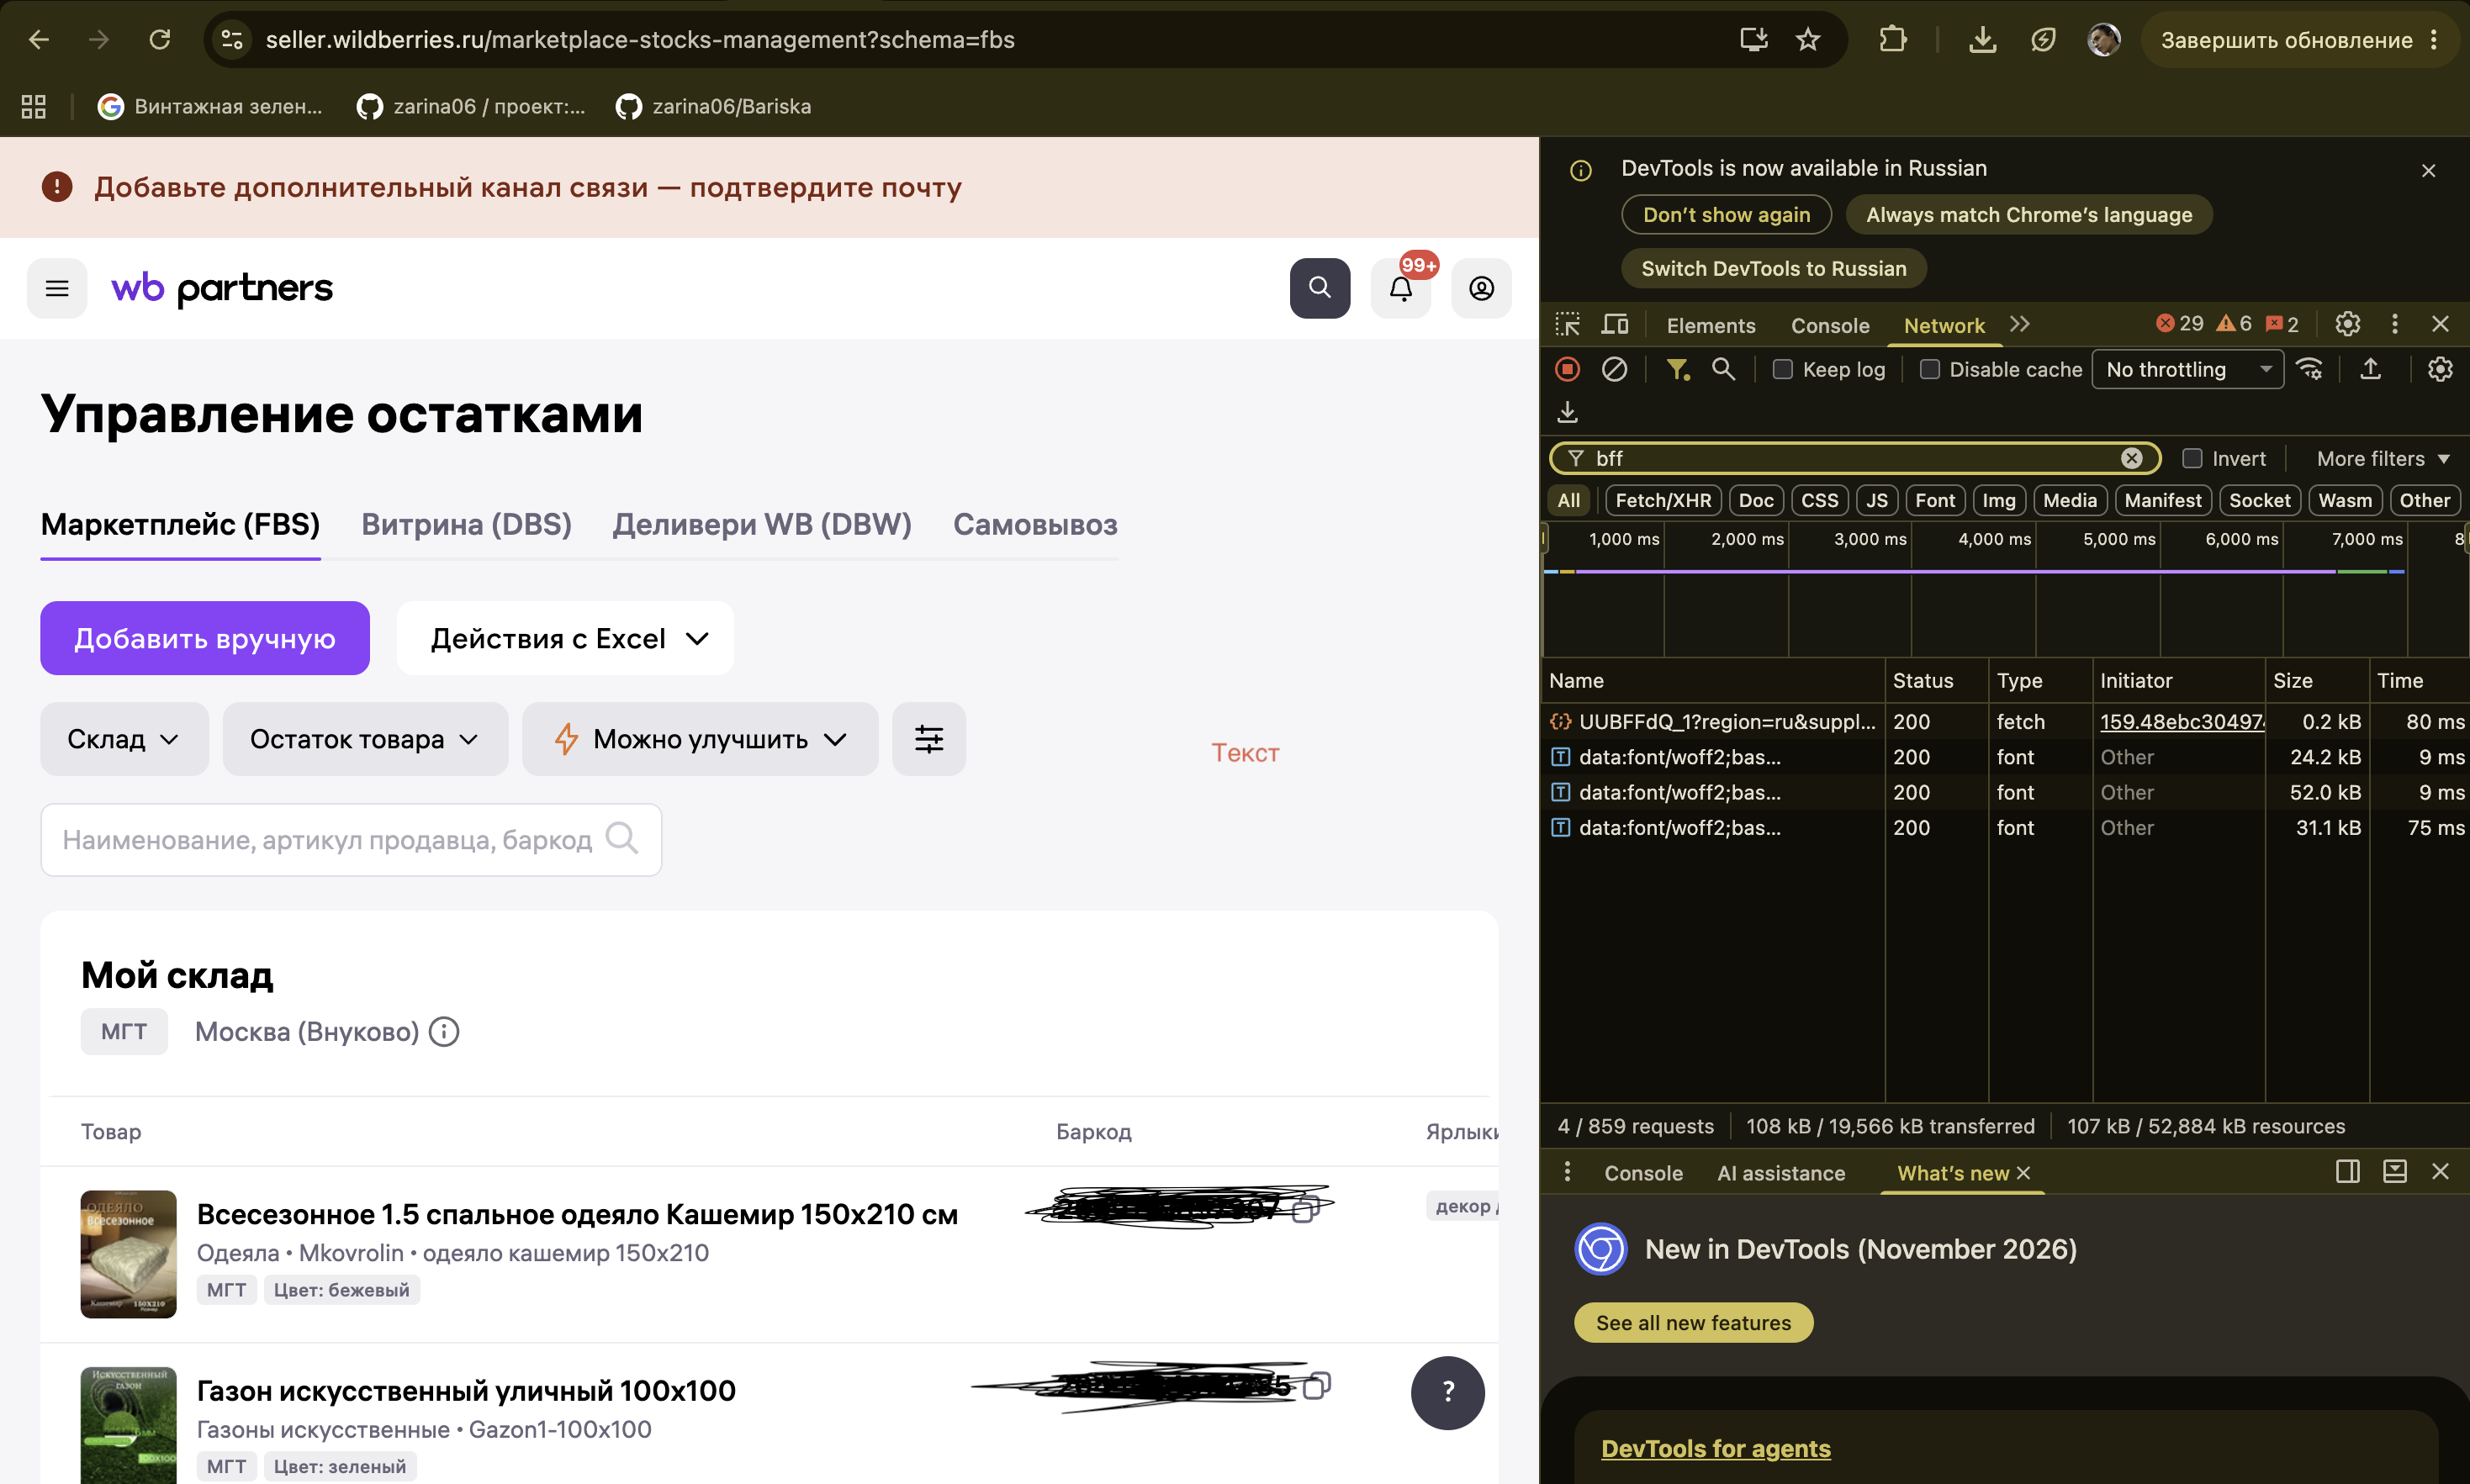 seller.wildberries.ru/marketplace-stocks-management?schema=fbs
Завершить обновление
Винтажная зелен...
zarina06 / проект:...
zarina06/Bariska
Добавьте дополнительный канал связи — подтвердите почту
wb partners
99+
Управление остатками
Маркетплейс (FBS)
Витрина (DBS)
Деливери WB (DBW)
Самовывоз
Добавить вручную
Действия с Excel
Склад
Остаток товара
Можно улучшить
Текст
Наименование, артикул продавца, баркод
Мой склад
МГТ
Москва (Внуково)
Товар
Баркод
Ярлыки
Всесезонное 1.5 спальное одеяло Кашемир 150х210 см
Одеяла • Mkovrolin • одеяло кашемир 150х210
МГТ
Цвет: бежевый
декор
ОДЕЯЛО
Всесезонное
Кашемир
150X210
Газон искусственный уличный 100х100
Газоны искусственные • Gazon1-100x100
МГТ
Цвет: зеленый
Искусственный
газон
100X100
?
DevTools is now available in Russian
Don't show again
Always match Chrome's language
Switch DevTools to Russian
Elements
Console
Network
29
6
2
Keep log
Disable cache
No throttling
bff
Invert
More filters
All
Fetch/XHR
Doc
CSS
JS
Font
Img
Media
Manifest
Socket
Wasm
Other
1,000 ms
2,000 ms
3,000 ms
4,000 ms
5,000 ms
6,000 ms
7,000 ms
8
Name Status Type Initiator Size Time
UUBFFdQ_1?region=ru&suppl... 200 fetch 159.48ebc30497 0.2 kB 80 ms
data:font/woff2;bas... 200 font Other 24.2 kB 9 ms
data:font/woff2;bas... 200 font Other 52.0 kB 9 ms
data:font/woff2;bas... 200 font Other 31.1 kB 75 ms
4 / 859 requests
108 kB / 19,566 kB transferred
107 kB / 52,884 kB resources
Console
AI assistance
What's new
New in DevTools (November 2026)
See all new features
DevTools for agents